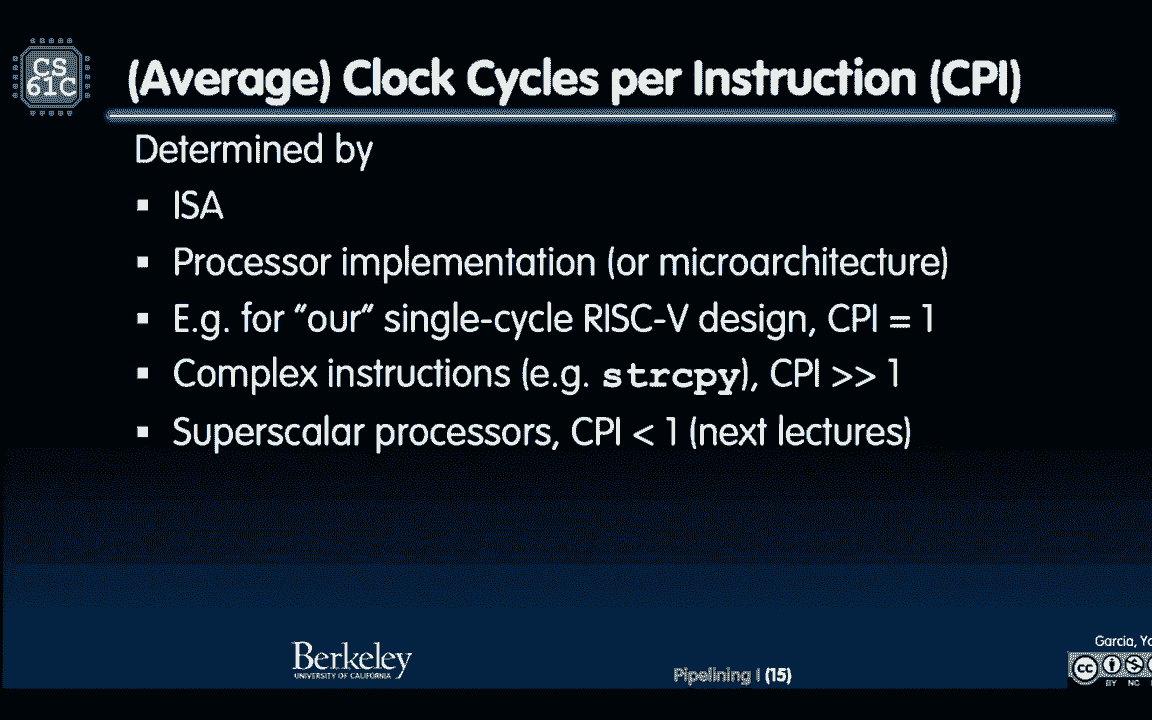 CS
61C
(Average) Clock Cycles per Instruction (CPI)
Determined by
▪ ISA
▪ Processor implementation (or microarchitecture)
▪ E.g. for “our” single-cycle RISC-V design, CPI = 1
▪ Complex instructions (e.g. strcpy), CPI >> 1
▪ Superscalar processors, CPI < 1 (next lectures)
Berkeley
UNIVERSITY OF CALIFORNIA
Pipelining I (15)
Garcia,
cc
BY NC